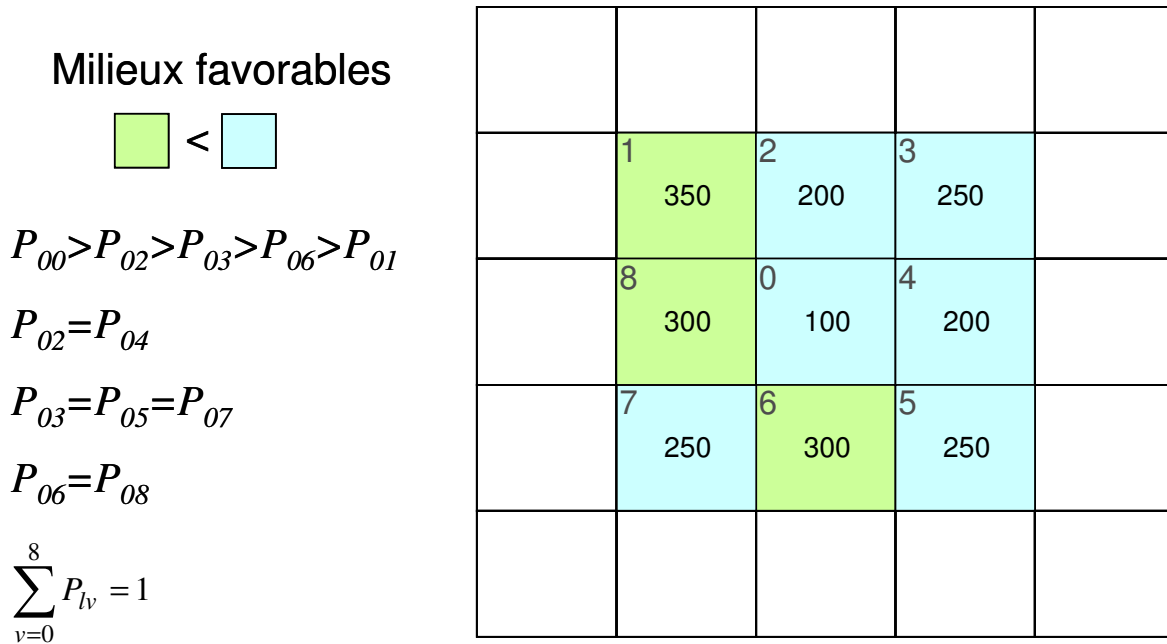 Milieux favorables
<
P00>P02>P03>P06>P01
P02=P04
P03=P05=P07
P06=P08
8
∑ Plv = 1
v=0
1 2 3
350 200 250
8 0 4
300 100 200
7 6 5
250 300 250